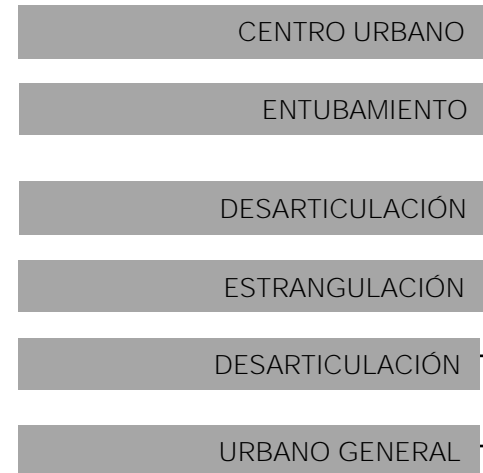 CENTRO URBANO
ENTUBAMIENTO
DESARTICULACIÓN
ESTRANGULACIÓN
DESARTICULACIÓN
URBANO GENERAL